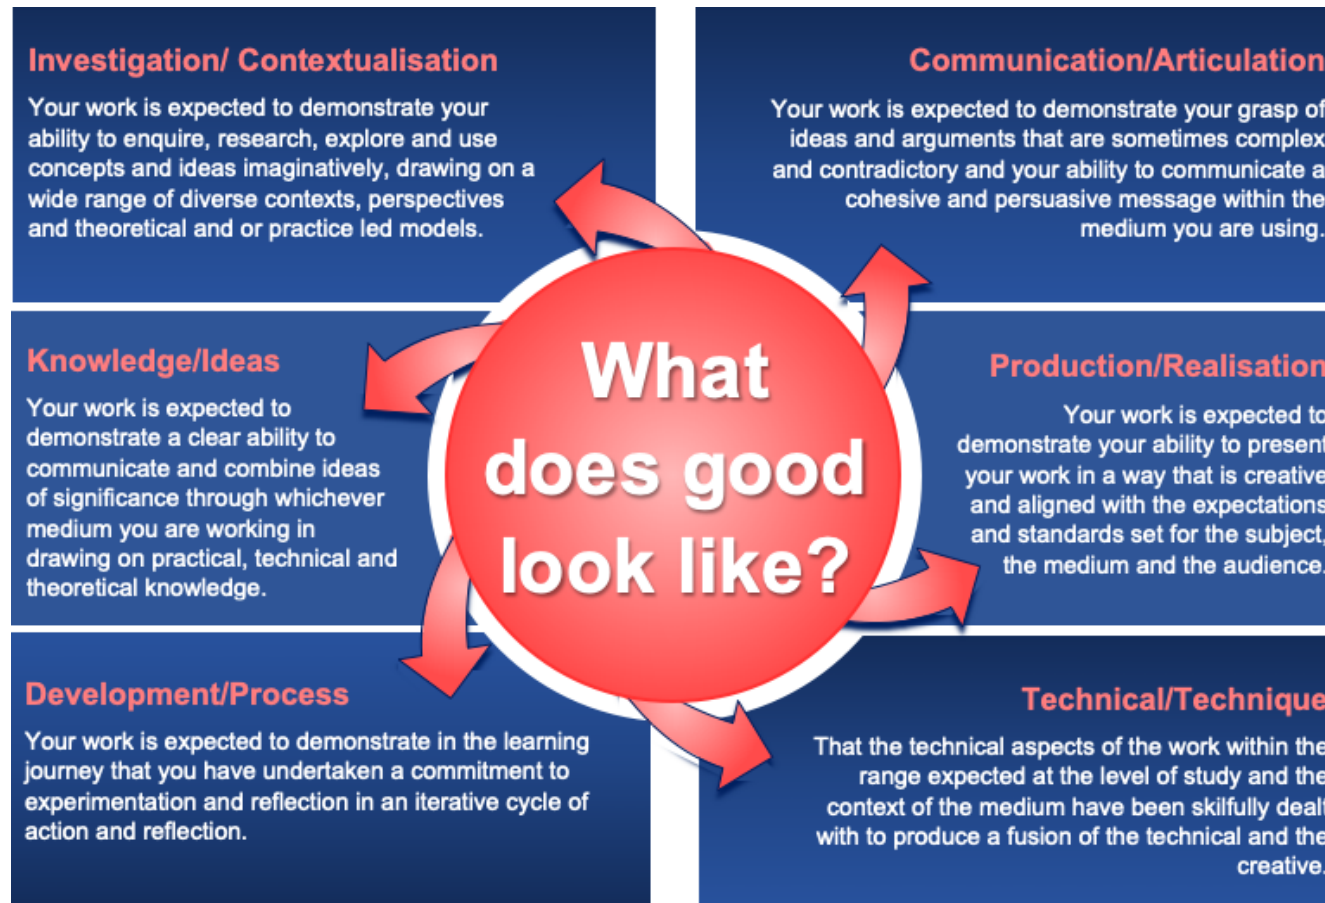 Investigation/ Contextualisation
Your work is expected to demonstrate your
ability to enquire, research, explore and use
concepts and ideas imaginatively, drawing on a
wide range of diverse contexts, perspectives
and theoretical and or practice led models.
Communication/Articulation
Your work is expected to demonstrate your grasp of
ideas and arguments that are sometimes complex
and contradictory and your ability to communicate a
cohesive and persuasive message within the
medium you are using.
Knowledge/Ideas
Your work is expected to
demonstrate a clear ability to
communicate and combine ideas
of significance through whichever
medium you are working in
drawing on practical, technical and
theoretical knowledge.
What
does good
look like?
Production/Realisation
Your work is expected to
demonstrate your ability to present
your work in a way that is creative
and aligned with the expectations
and standards set for the subject,
the medium and the audience.
Development/Process
Your work is expected to demonstrate in the learning
journey that you have undertaken a commitment to
experimentation and reflection in an iterative cycle of
action and reflection.
Technical/Technique
That the technical aspects of the work within the
range expected at the level of study and the
context of the medium have been skilfully dealt
with to produce a fusion of the technical and the
creative.